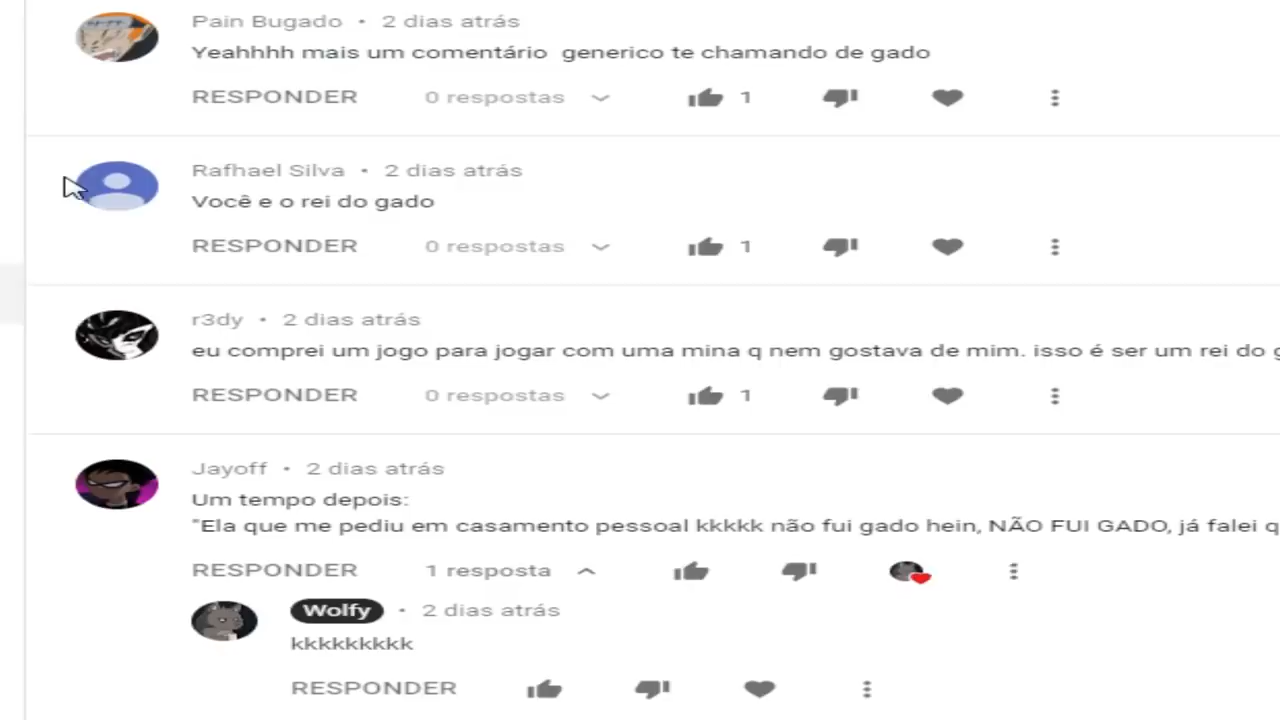 Pain Bugado • 2 dias atrás
Yeahhhh mais um comentário generico te chamando de gado
RESPONDER 0 respostas 1
Rafhael Silva • 2 dias atrás
Você e o rei do gado
RESPONDER 0 respostas 1
r3dy • 2 dias atrás
eu comprei um jogo para jogar com uma mina q nem gostava de mim. isso é ser um rei do
RESPONDER 0 respostas 1
Jayoff • 2 dias atrás
Um tempo depois:
"Ela que me pediu em casamento pessoal kkkkk não fui gado hein, NÃO FUI GADO, já falei q
RESPONDER 1 resposta
Wolfy • 2 dias atrás
kkkkkkkkk
RESPONDER